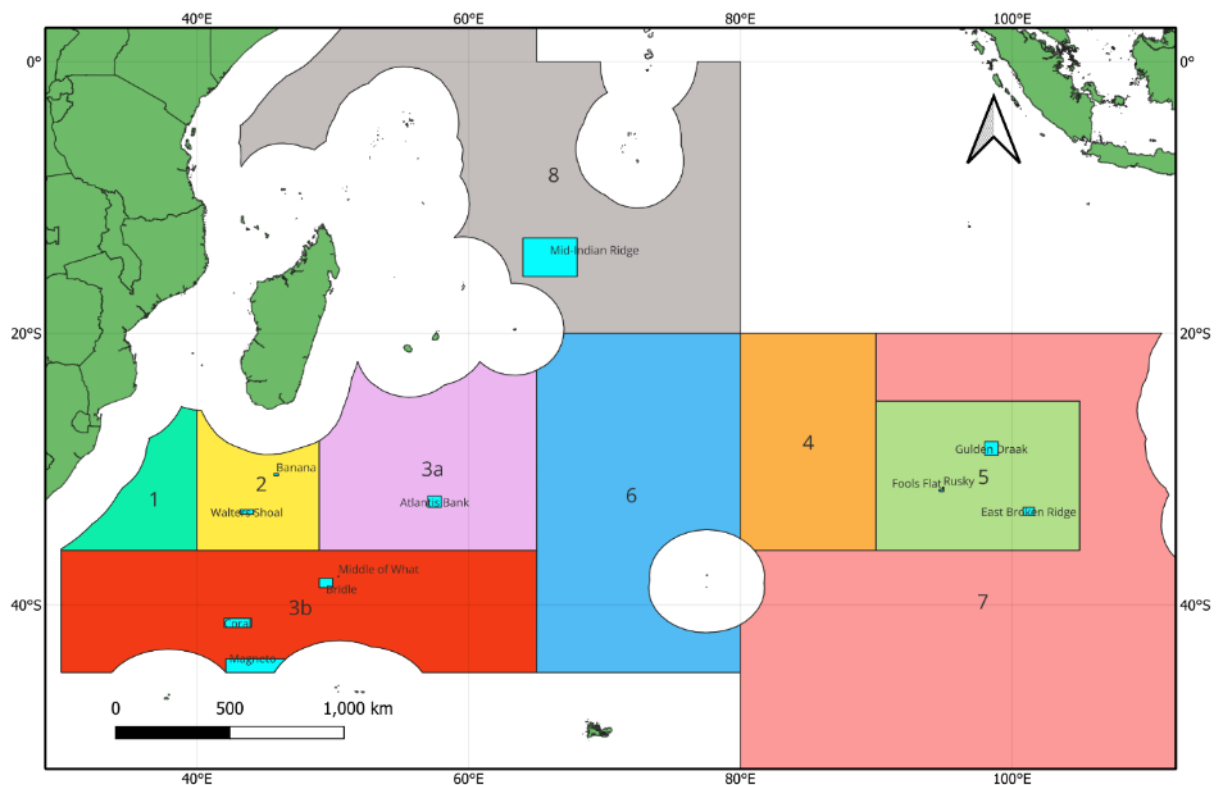 40°E 60°E 80°E 100°E
0° 0°
8
Mid-Indian Ridge
20°S 20°S
4
Gulden Draak
Banana
3a
5
2
Fools Flat Rusky
6
1
Atlantis Bank
Walters Shoal
East Broken Ridge
Middle of What
Bridle
3b
7
40°S 40°S
Coral
Magneto
0 500 1,000 km
40°E 60°E 80°E 100°E